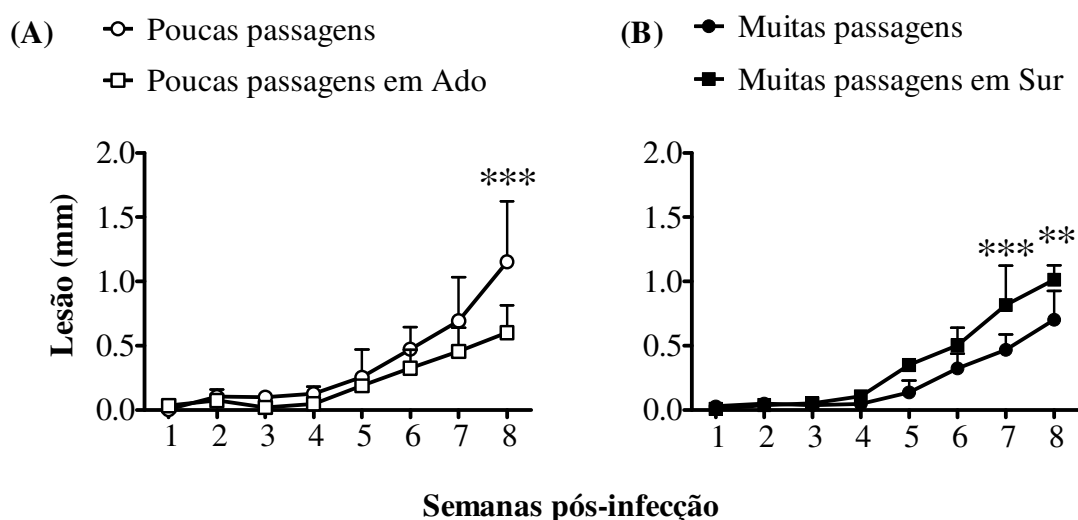 (A) Poucas passagens
Poucas passagens em Ado
(B) Muitas passagens
Muitas passagens em Sur
Lesão (mm)
2.0
1.5
1.0
0.5
0.0
***
1 2 3 4 5 6 7 8
2.0
1.5
1.0
0.5
0.0
*** **
1 2 3 4 5 6 7 8
Semanas pós-infecção